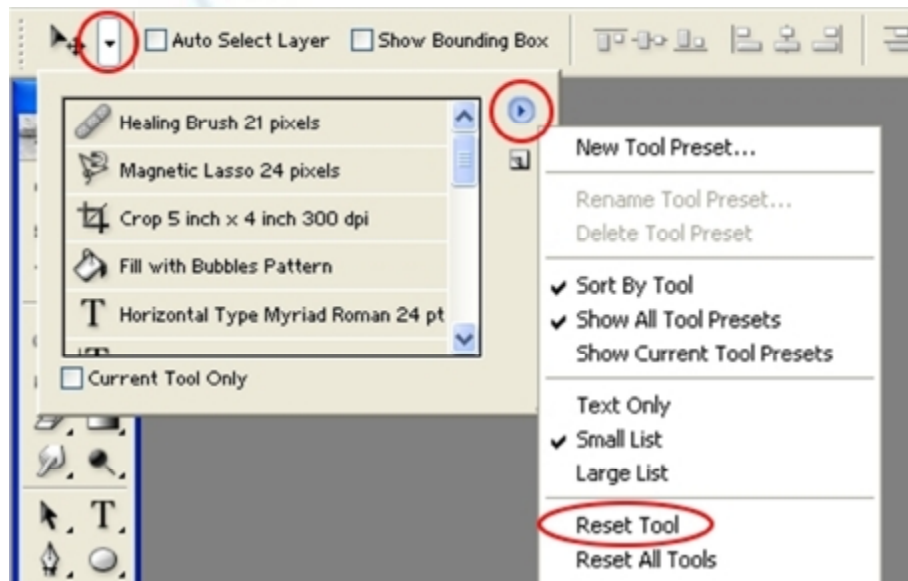 Auto Select Layer Show Bounding Box
Healing Brush 21 pixels
Magnetic Lasso 24 pixels
Crop 5 inch x 4 inch 300 dpi
Fill with Bubbles Pattern
T Horizontal Type Myriad Roman 24 pt
Current Tool Only
New Tool Preset...
Rename Tool Preset...
Delete Tool Preset
Sort By Tool
Show All Tool Presets
Show Current Tool Presets
Text Only
Small List
Large List
Reset Tool
Reset All Tools
T